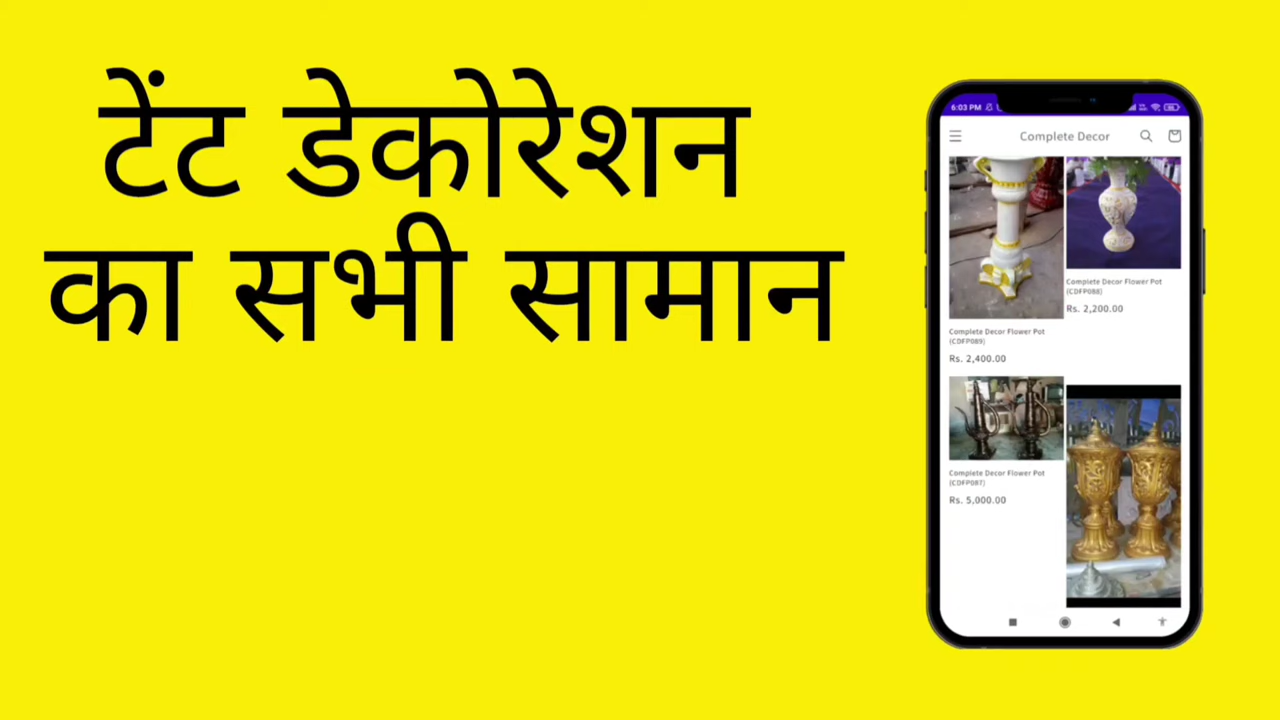 टेंट डेकोरेशन
का सभी सामान
6:03 PM
Complete Decor
Complete Decor Flower Pot
(CDFP088)
Rs. 2,200.00
Complete Decor Flower Pot
(CDFP089)
Rs. 2,400.00
Complete Decor Flower Pot
(CDFP087)
Rs. 5,000.00